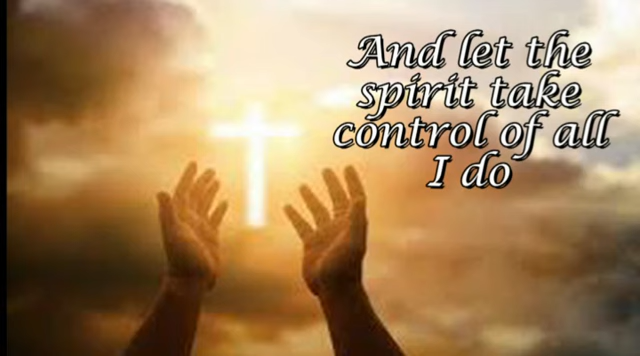 And let the
spirit take
control of all
I do